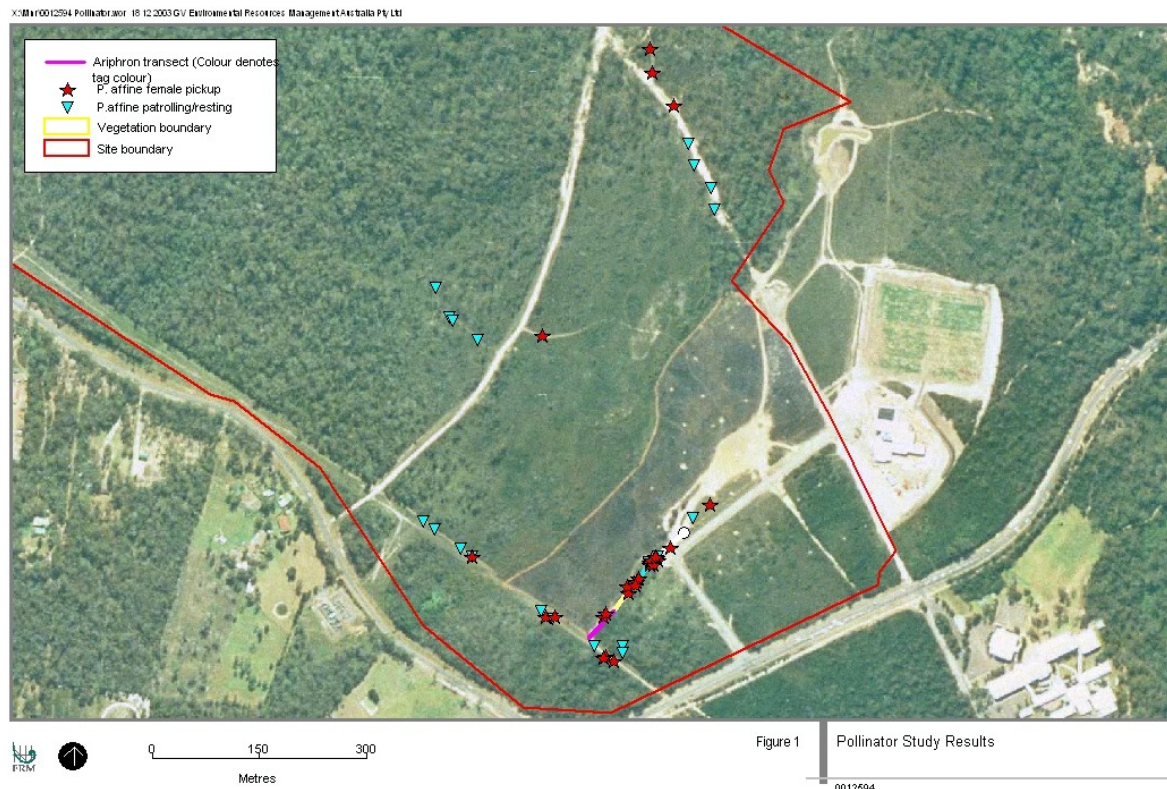 X:\Mnr\0012594 Pollinator.wor 18 12 2003 GV Environmental Resources Management Australia Pty Ltd
Ariphron transect (Colour denotes
tag colour)
P. affine female pickup
P.affine patrolling/resting
Vegetation boundary
Site boundary
ERM
0 150 300
Metres
Figure 1
Pollinator Study Results
0012594